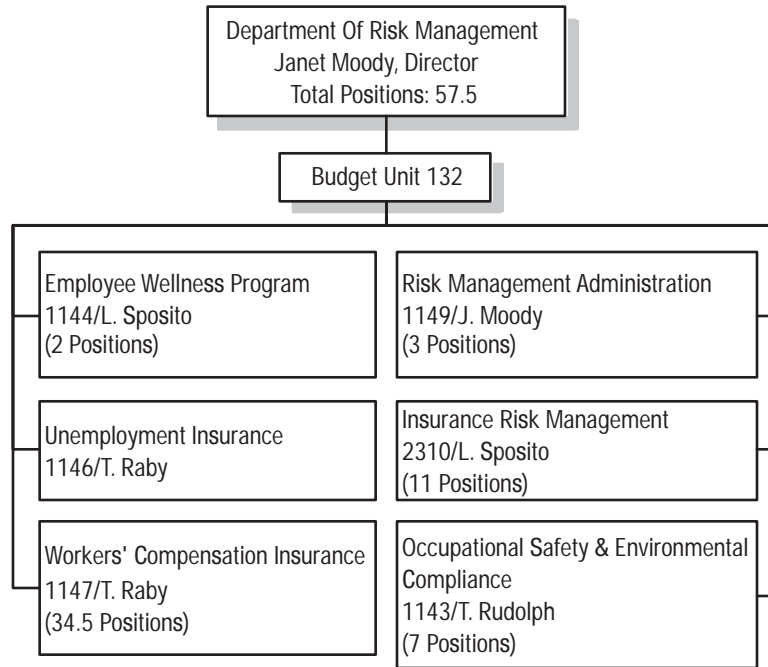 Department Of Risk Management
Janet Moody, Director
Total Positions: 57.5
Budget Unit 132
Employee Wellness Program
1144/L. Sposito
(2 Positions)
Risk Management Administration
1149/J. Moody
(3 Positions)
Unemployment Insurance
1146/T. Raby
Insurance Risk Management
2310/L. Sposito
(11 Positions)
Workers' Compensation Insurance
1147/T. Raby
(34.5 Positions)
Occupational Safety & Environmental
Compliance
1143/T. Rudolph
(7 Positions)